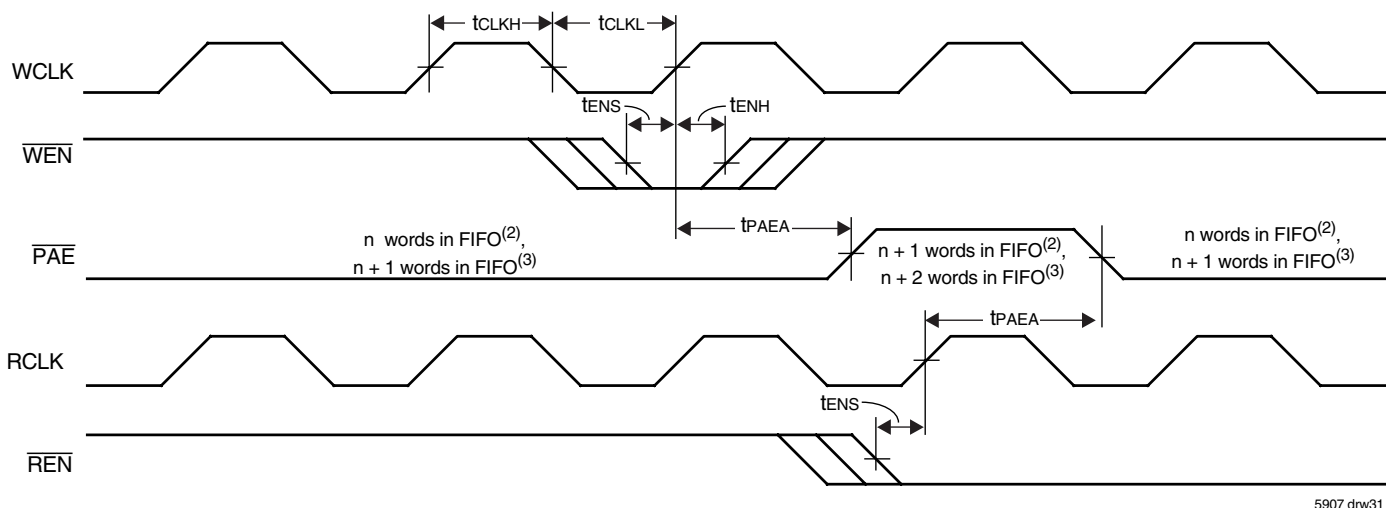 tCLKH
tCLKL
WCLK
tENS
tENH
WEN
tPAEA
PAE
n words in FIFO(2),
n + 1 words in FIFO(3)
n + 1 words in FIFO(2),
n + 2 words in FIFO(3)
n words in FIFO(2),
n + 1 words in FIFO(3)
tPAEA
RCLK
tENS
REN
5907 drw31